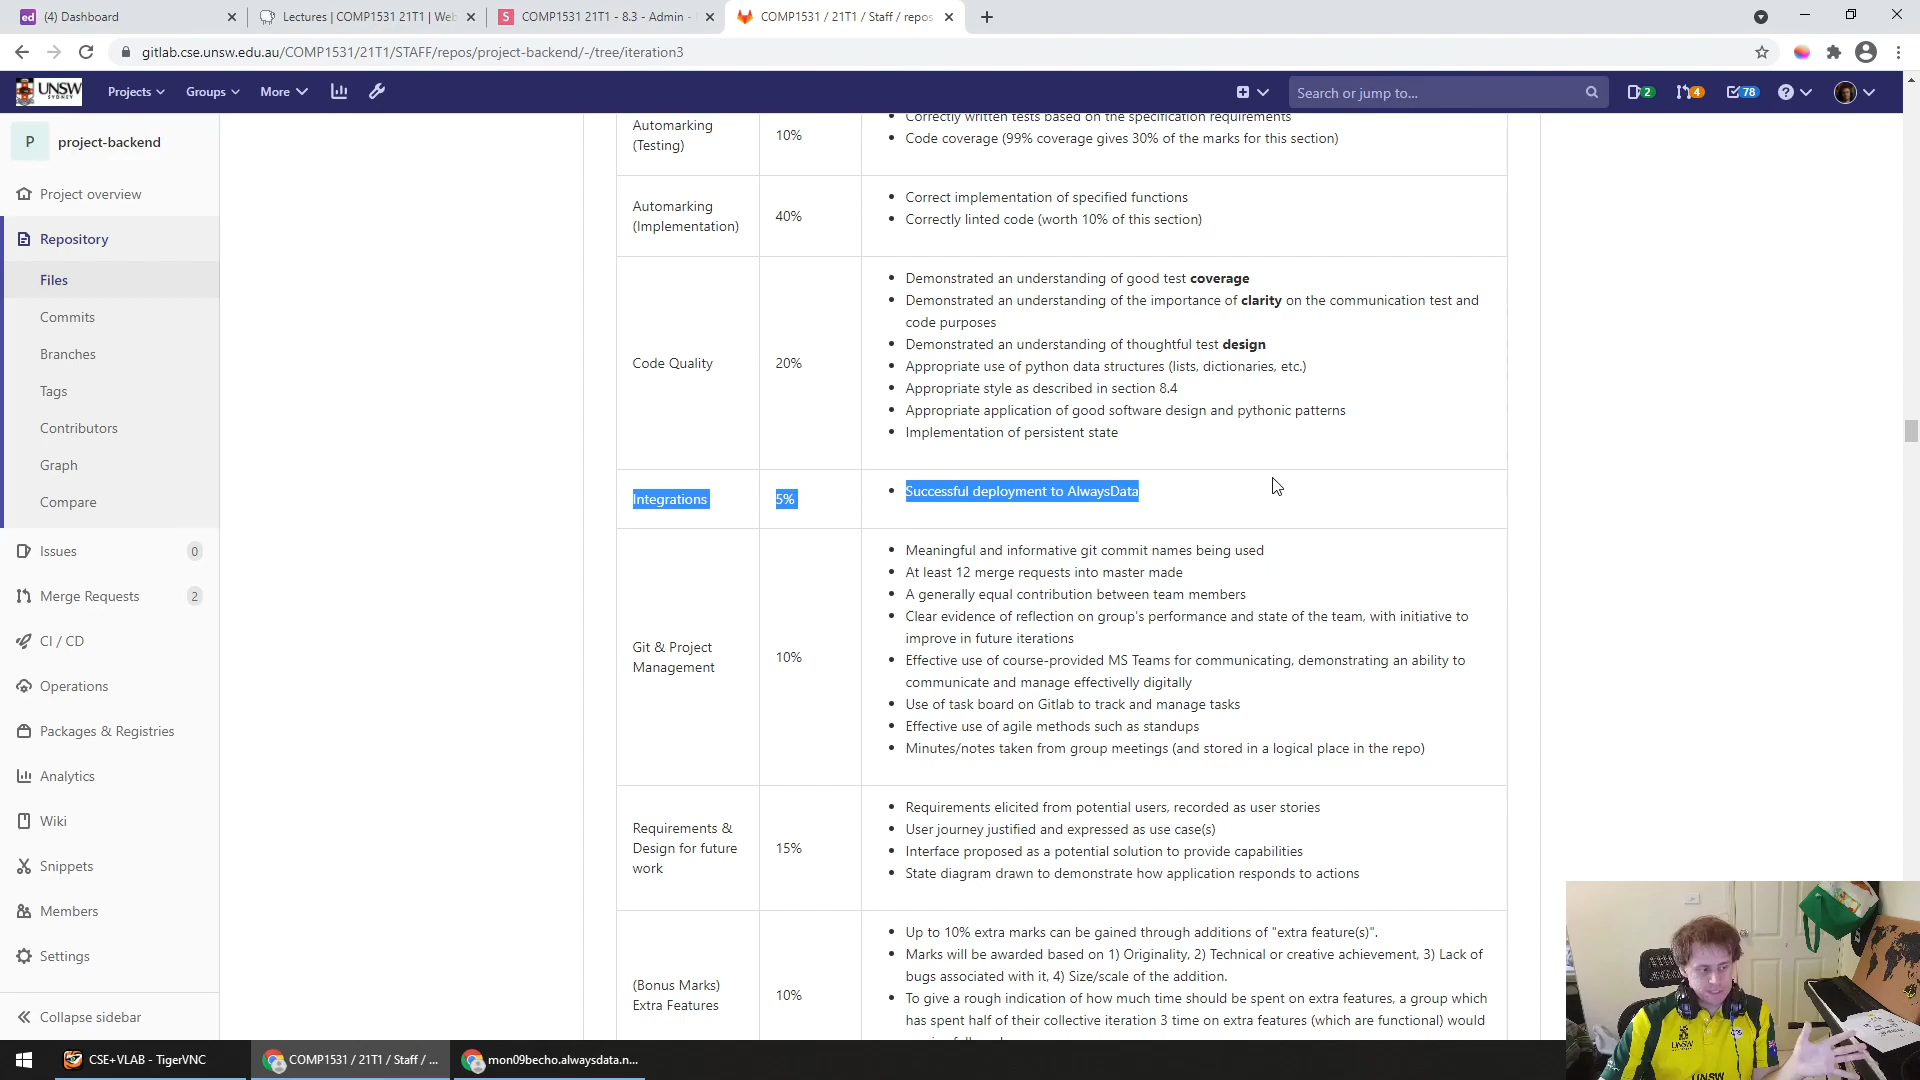 (4) Dashboard
Lectures | COMP1531 21T1 | Web
COMP1531 21T1 - 8.3 - Admin -
COMP1531 / 21T1 / Staff / repos
gitlab.cse.unsw.edu.au/COMP1531/21T1/STAFF/repos/project-backend/-/tree/iteration3
UNSW
SYDNEY
Projects
Groups
More
Search or jump to...
2
4
78
P
project-backend
Project overview
Repository
Files
Commits
Branches
Tags
Contributors
Graph
Compare
Issues 0
Merge Requests 2
CI / CD
Operations
Packages & Registries
Analytics
Wiki
Snippets
Members
Settings
Collapse sidebar
Automarking
(Testing)
10%
Correctly written tests based on the specification requirements
Code coverage (99% coverage gives 30% of the marks for this section)
Automarking
(Implementation)
40%
Correct implementation of specified functions
Correctly linted code (worth 10% of this section)
Code Quality
20%
Demonstrated an understanding of good test coverage
Demonstrated an understanding of the importance of clarity on the communication test and
code purposes
Demonstrated an understanding of thoughtful test design
Appropriate use of python data structures (lists, dictionaries, etc.)
Appropriate style as described in section 8.4
Appropriate application of good software design and pythonic patterns
Implementation of persistent state
Integrations
5%
Successful deployment to AlwaysData
Git & Project
Management
10%
Meaningful and informative git commit names being used
At least 12 merge requests into master made
A generally equal contribution between team members
Clear evidence of reflection on group's performance and state of the team, with initiative to
improve in future iterations
Effective use of course-provided MS Teams for communicating, demonstrating an ability to
communicate and manage effectivelly digitally
Use of task board on Gitlab to track and manage tasks
Effective use of agile methods such as standups
Minutes/notes taken from group meetings (and stored in a logical place in the repo)
Requirements &
Design for future
work
15%
Requirements elicited from potential users, recorded as user stories
User journey justified and expressed as use case(s)
Interface proposed as a potential solution to provide capabilities
State diagram drawn to demonstrate how application responds to actions
(Bonus Marks)
Extra Features
10%
Up to 10% extra marks can be gained through additions of "extra feature(s)".
Marks will be awarded based on 1) Originality, 2) Technical or creative achievement, 3) Lack of
bugs associated with it, 4) Size/scale of the addition.
To give a rough indication of how much time should be spent on extra features, a group which
has spent half of their collective iteration 3 time on extra features (which are functional) would
UNSW
CSE+VLAB - TigerVNC
COMP1531 / 21T1 / Staff / ...
mon09becho.alwaysdata.n...